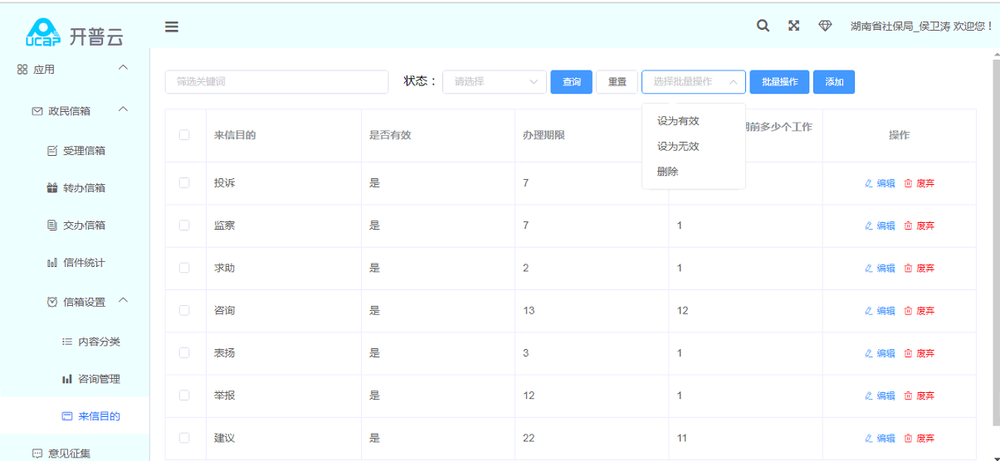 ucap 开普云
湖南省社保局_侯卫涛 欢迎您！
应用
政民信箱
受理信箱
转办信箱
交办信箱
信件统计
信箱设置
内容分类
咨询管理
来信目的
意见征集
筛选关键词 状态： 请选择 查询 重置 选择批量操作 批量操作 添加
设为有效
设为无效
删除
来信目的 是否有效 办理期限 前多少个工作 操作
投诉 是 7 编辑 废弃
监察 是 7 1 编辑 废弃
求助 是 2 1 编辑 废弃
咨询 是 13 12 编辑 废弃
表扬 是 3 1 编辑 废弃
举报 是 12 1 编辑 废弃
建议 是 22 11 编辑 废弃